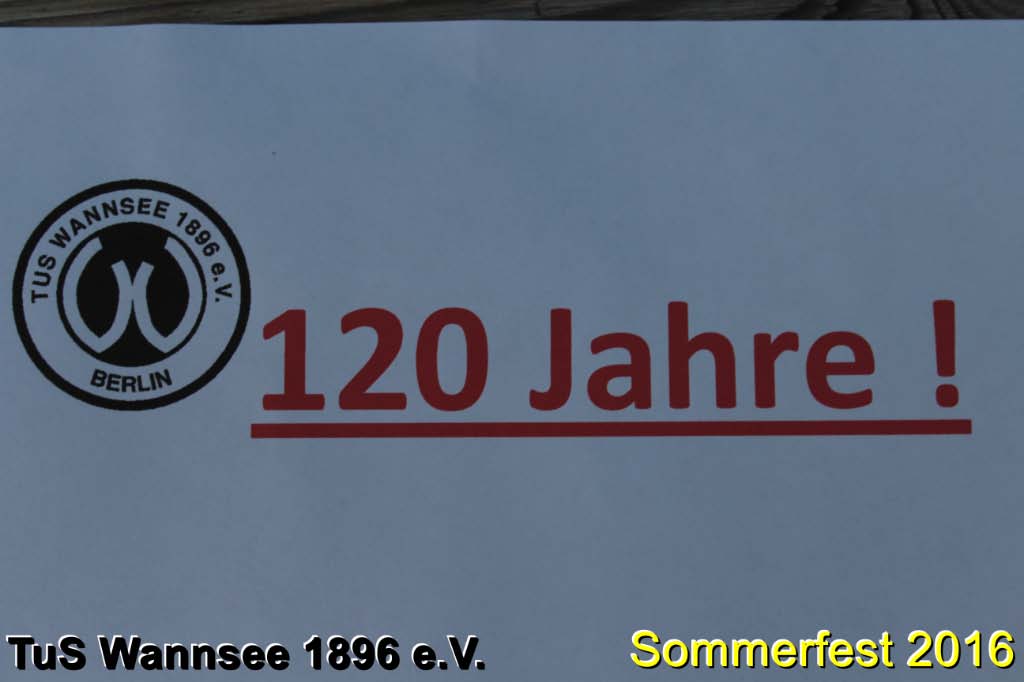 TUS WANNSEE 1896 e.V.
BERLIN
120 Jahre !
TuS Wannsee 1896 e.V.
Sommerfest 2016